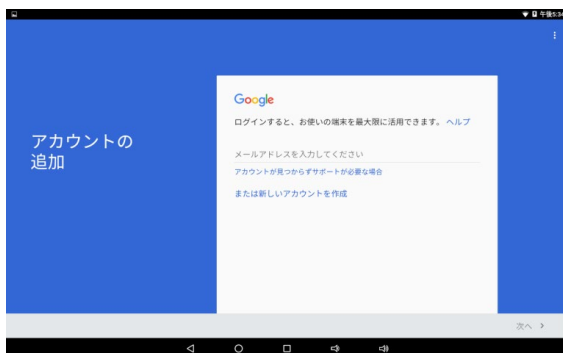 午後5:34
アカウントの
追加
Google
ログインすると、お使いの端末を最大限に活用できます。 ヘルプ
メールアドレスを入力してください
アカウントが見つからずサポートが必要な場合
または新しいアカウントを作成
次へ